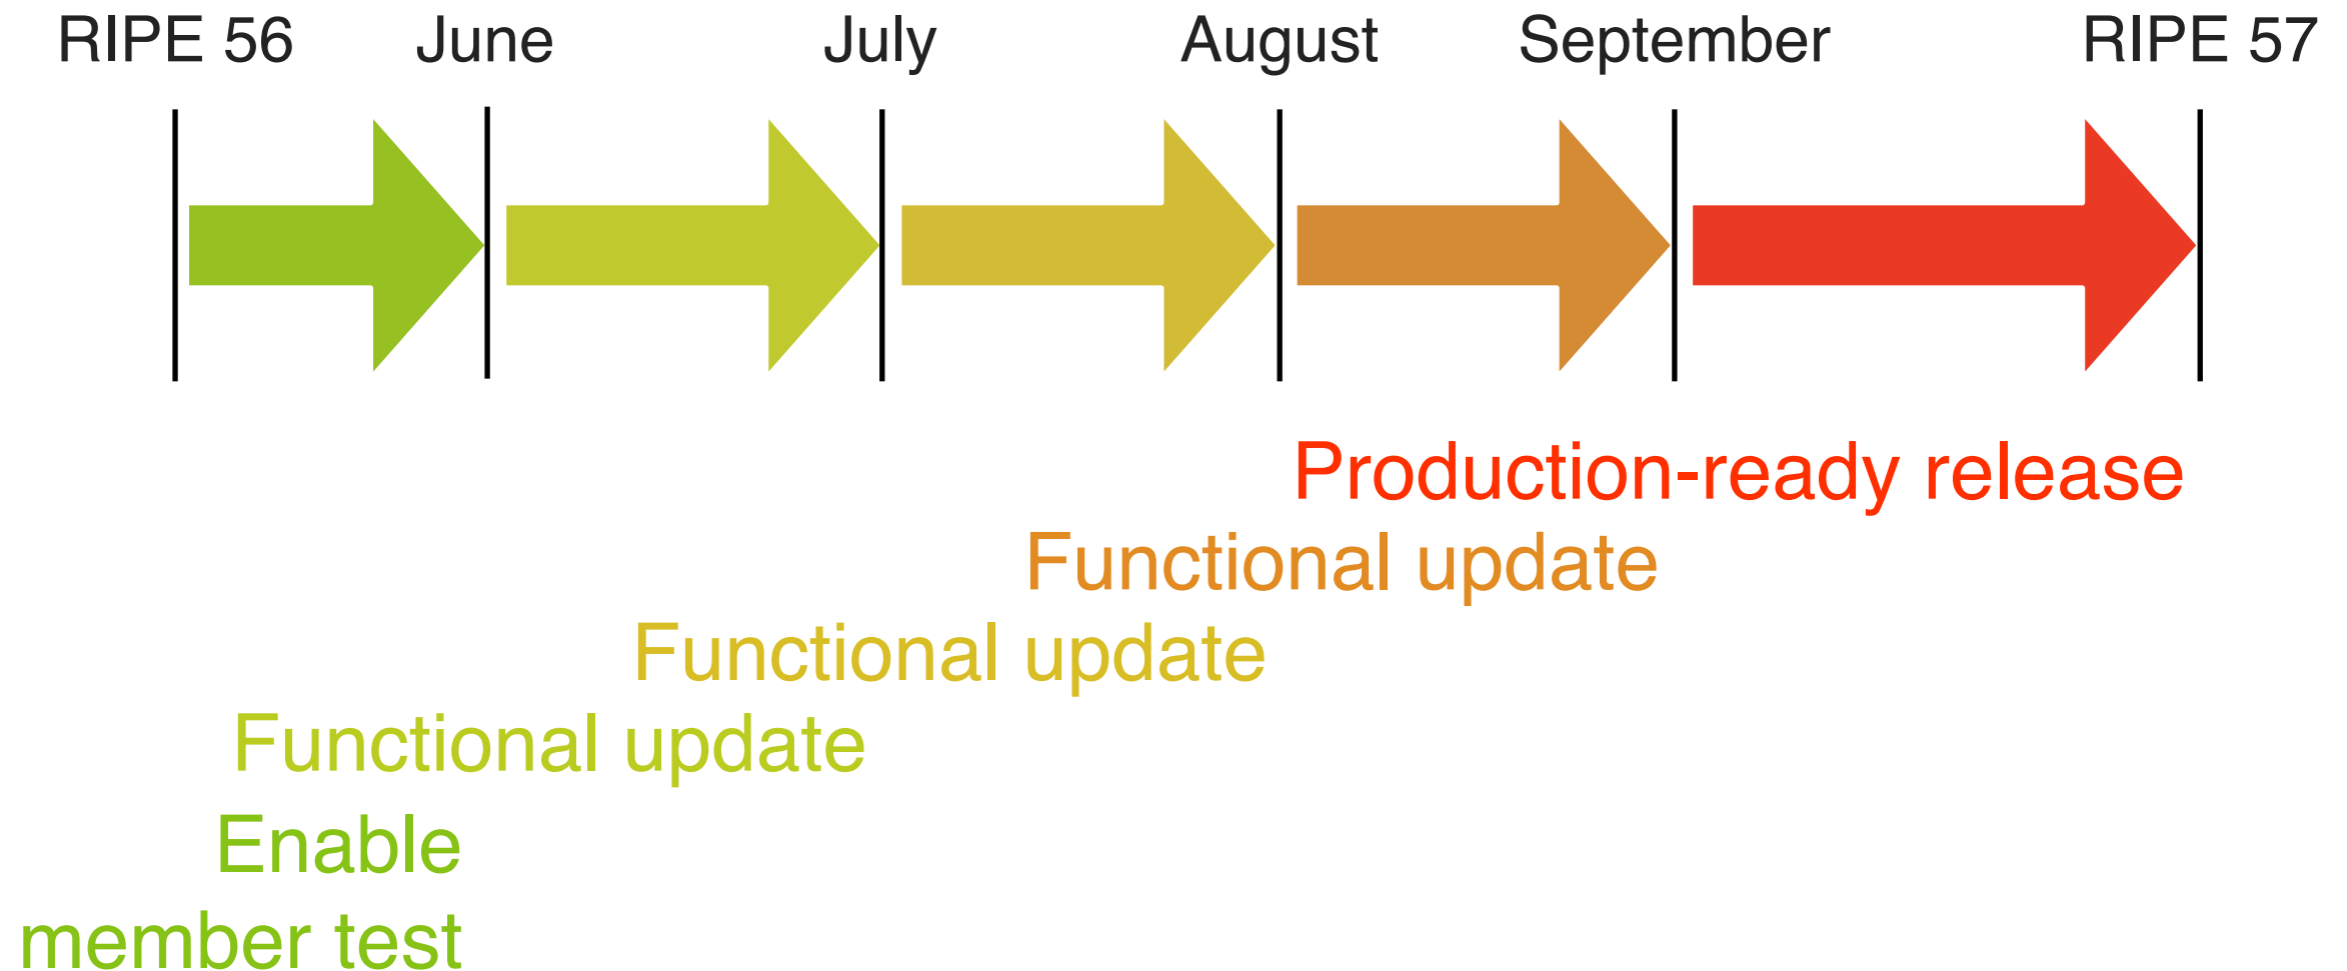 RIPE 56 June July August September RIPE 57
Production-ready release
Functional update
Functional update
Functional update
Enable
member test